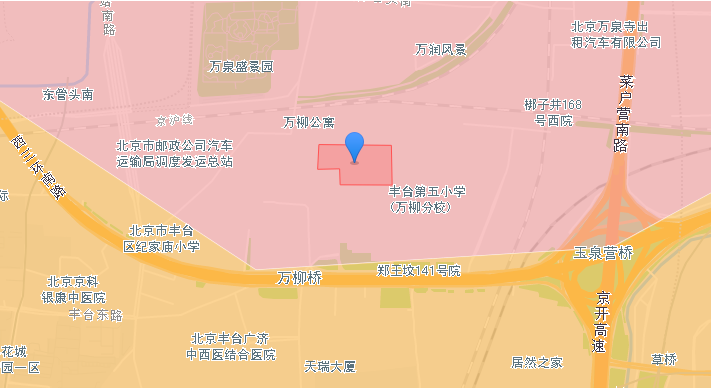 站南路
北京万泉寺出
租汽车有限公司
万润风景
万泉盛景园
菜户营南路
东管头南
梆子井168
号西院
京沪线
万柳公寓
北京市邮政公司汽车
运输局调度发运总站
西三环南路
丰台第五小学
(万柳分校)
北京市丰台
区纪家庙小学
玉泉营桥
郑王坟141号院
万柳桥
北京京科
银康中医院
丰台东路
京开高速
北京丰台广济
中西医结合医院
花城
园一区
天瑞大厦
居然之家
草桥